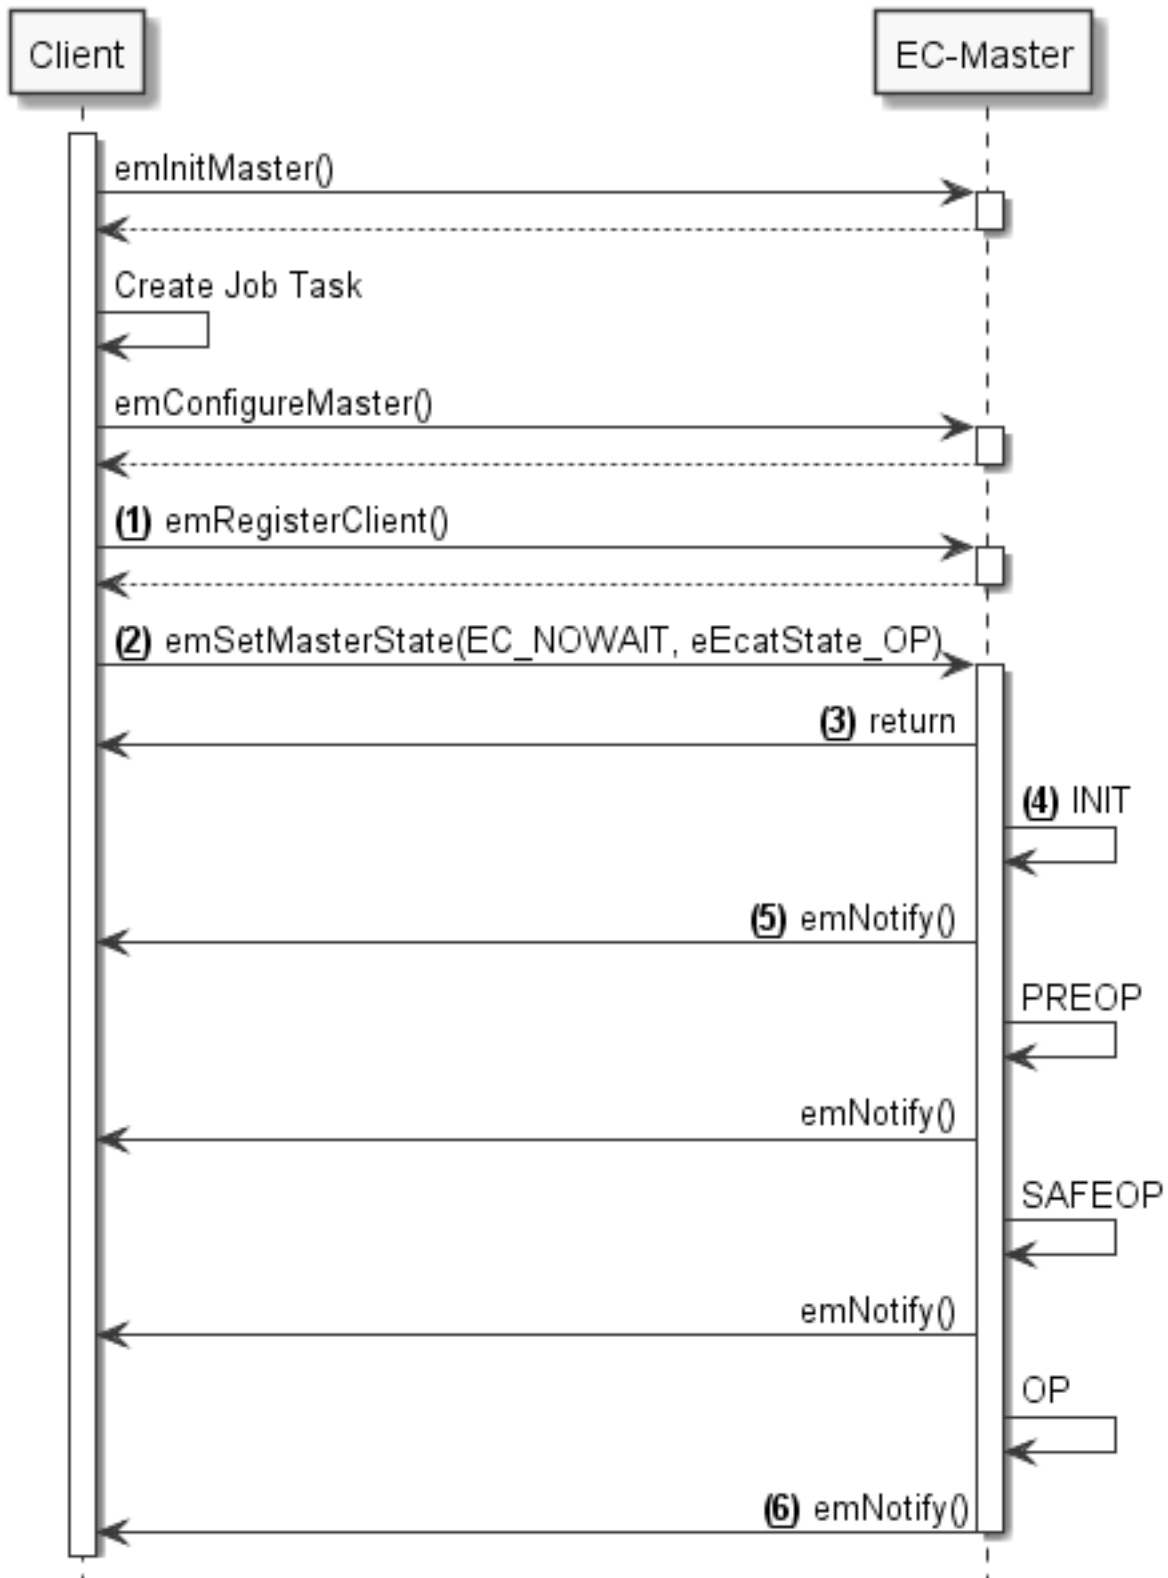 Client
EC-Master
emInitMaster()
Create Job Task
emConfigureMaster()
(1) emRegisterClient()
(2) emSetMasterState(EC_NOWAIT, eEcatState_OP)
(3) return
(4) INIT
(5) emNotify()
PREOP
emNotify()
SAFEOP
emNotify()
OP
(6) emNotify()